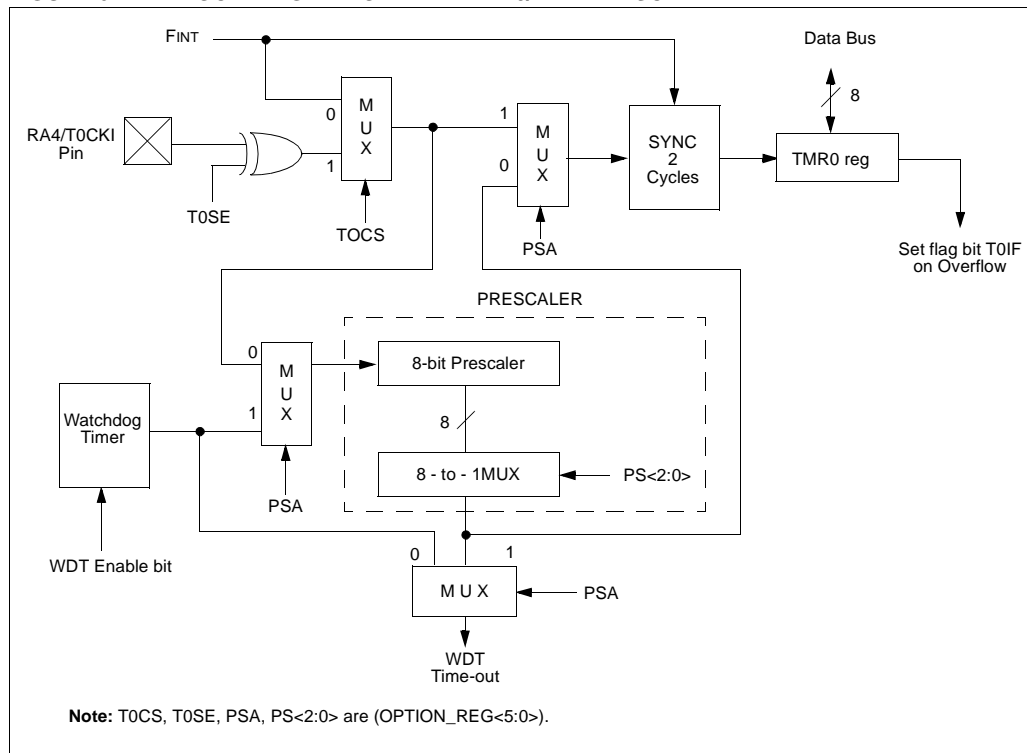 FINT
Data Bus
8
RA4/T0CKI
Pin
0
1
M
U
X
1
0
M
U
X
SYNC
2
Cycles
TMR0 reg
T0SE
TOCS
PSA
Set flag bit T0IF
on Overflow
PRESCALER
0
1
M
U
X
8-bit Prescaler
Watchdog
Timer
8
8 - to - 1MUX
PS<2:0>
PSA
WDT Enable bit
0
1
M U X
PSA
WDT
Time-out
Note: T0CS, T0SE, PSA, PS<2:0> are (OPTION_REG<5:0>).